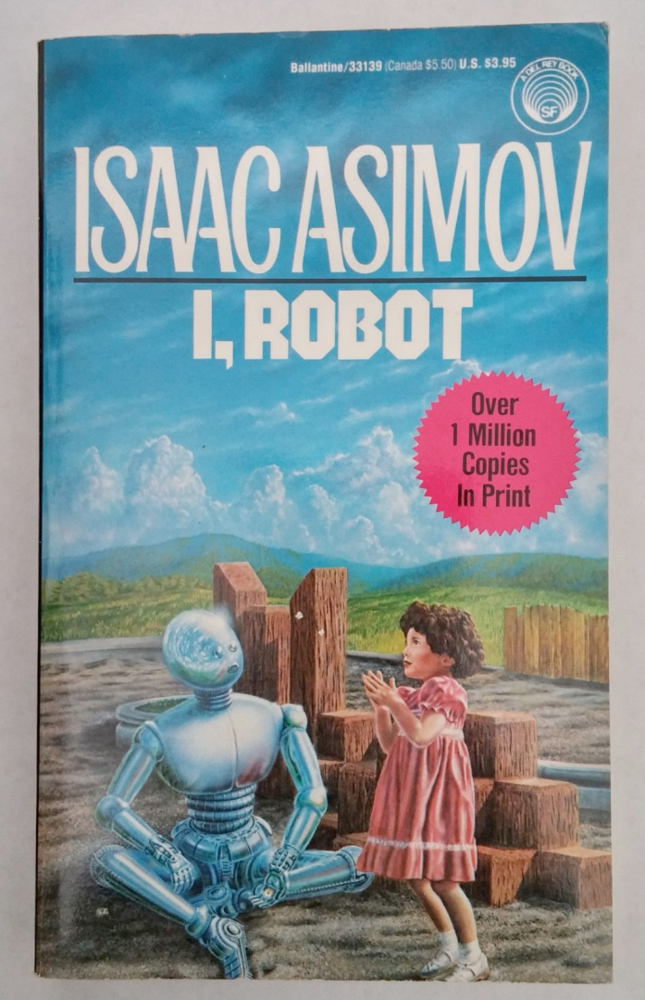 Ballantine/33139 (Canada $5.50) U.S. $3.95
A DEL REY BOOK
SF
ISAAC ASIMOV
I, ROBOT
Over
1 Million
Copies
In Print